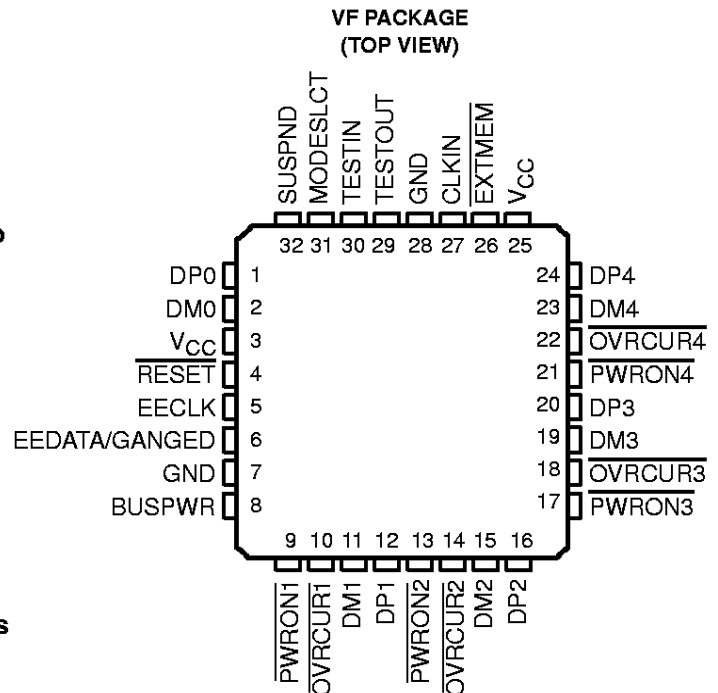 VF PACKAGE
(TOP VIEW)
SUSPND
MODESLCT
TESTIN
TESTOUT
GND
CLKIN
EXTMEM
VCC
32 31 30 29 28 27 26 25
DP0 1
DM0 2
VCC 3
RESET 4
EECLK 5
EEDATA/GANGED 6
GND 7
BUSPWR 8
24 DP4
23 DM4
22 OVRCUR4
21 PWRON4
20 DP3
19 DM3
18 OVRCUR3
17 PWRON3
9 10 11 12 13 14 15 16
PWRON1
OVRCUR1
DM1
DP1
PWRON2
OVRCUR2
DM2
DP2
s